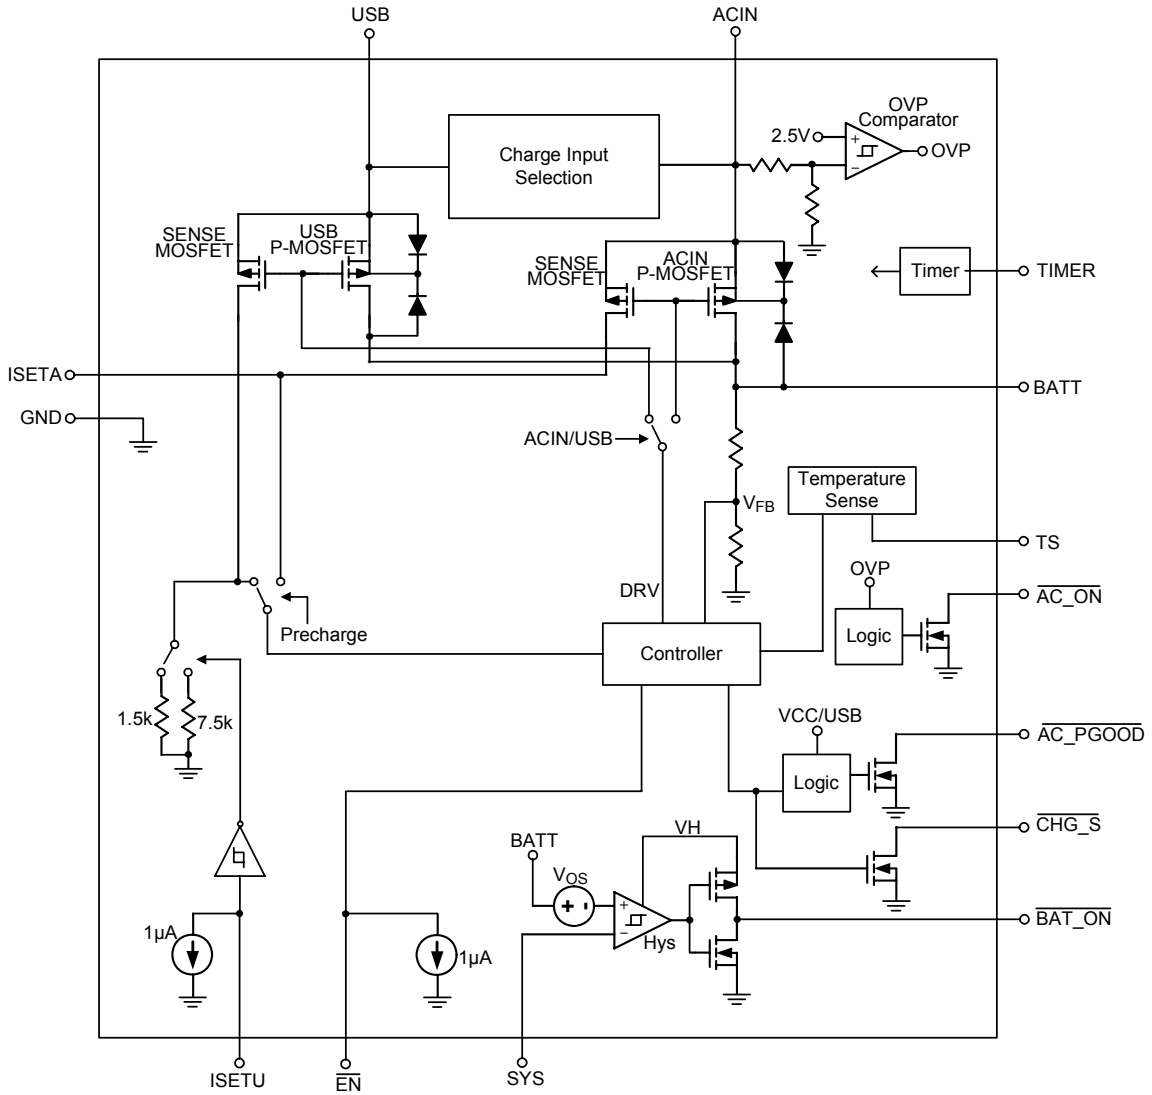 USB
ACIN
OVP
Comparator
2.5V
OVP
Charge Input
Selection
SENSE
MOSFET
USB
P-MOSFET
SENSE
MOSFET
ACIN
P-MOSFET
Timer
TIMER
ISETA
BATT
GND
ACIN/USB
Temperature
Sense
VFB
TS
OVP
DRV
AC_ON
Precharge
Controller
Logic
1.5k
7.5k
VCC/USB
AC_PGOOD
Logic
CHG_S
VH
BATT
VOS
BAT_ON
Hys
1µA
1µA
ISETU
EN
SYS